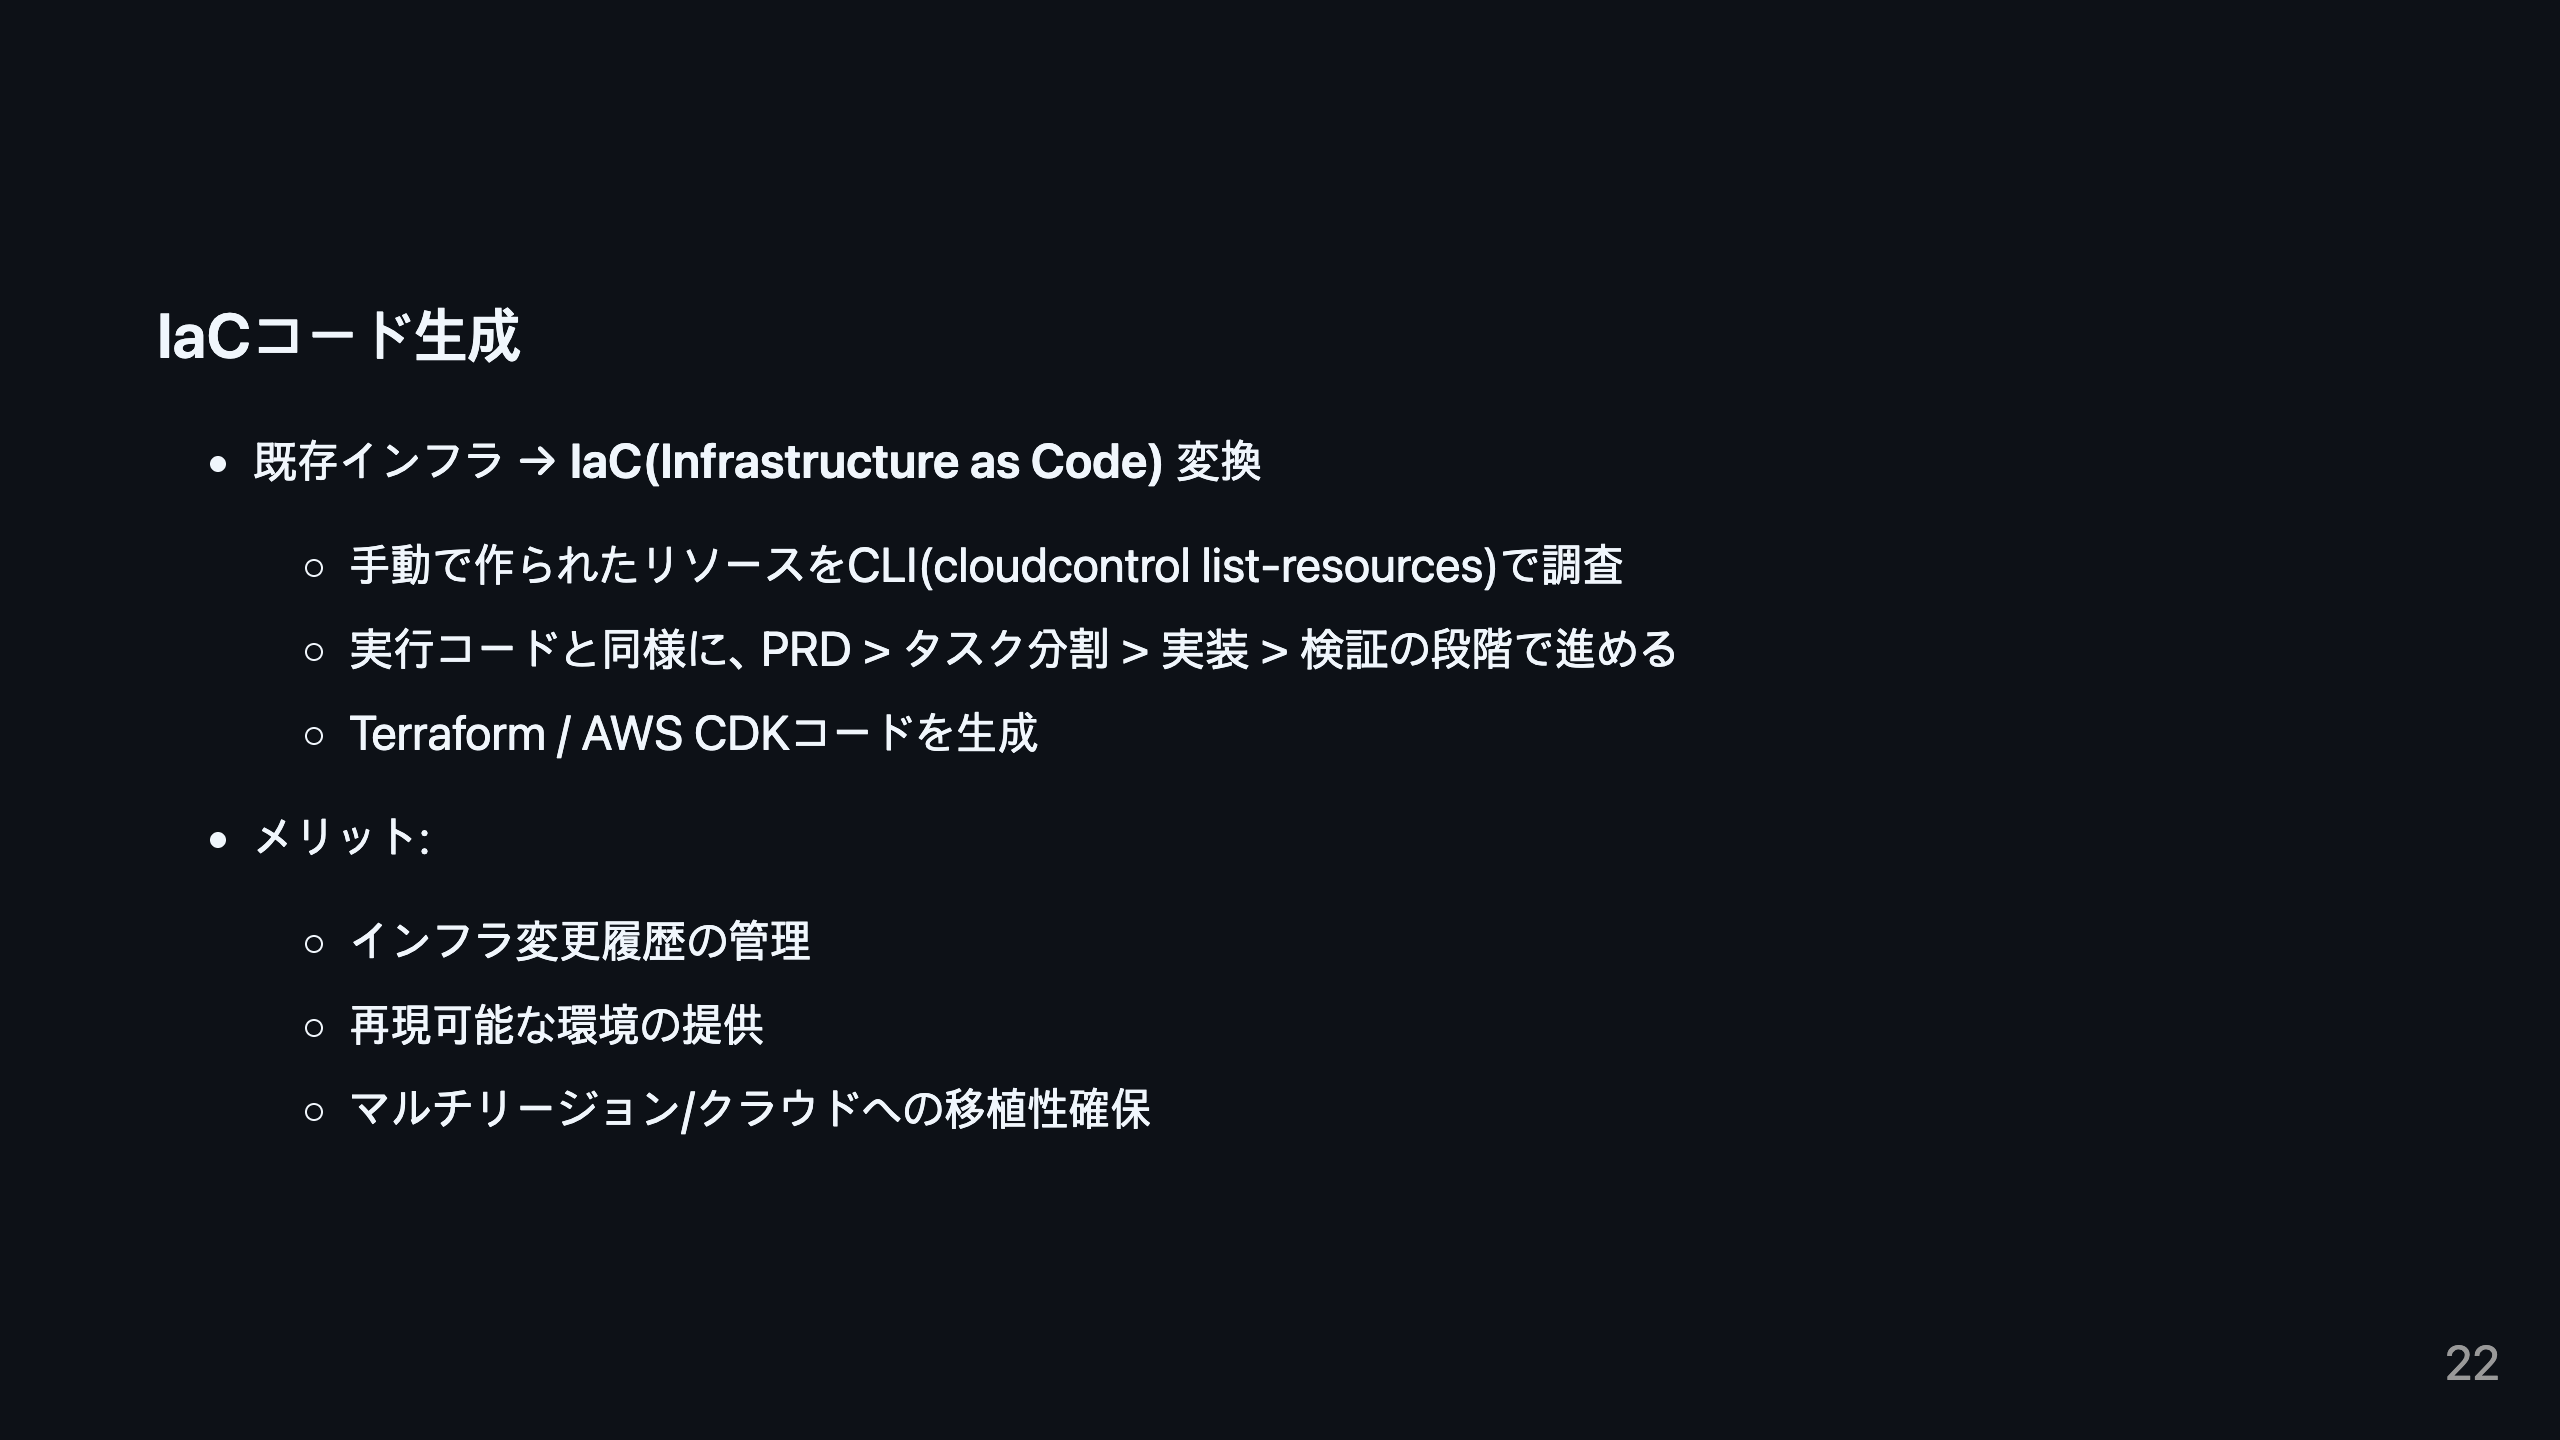 IaCコード生成
既存インフラ → IaC(Infrastructure as Code) 変換
手動で作られたリソースをCLI(cloudcontrol list-resources)で調査
実行コードと同様に、PRD > タスク分割 > 実装 > 検証の段階で進める
Terraform / AWS CDKコードを生成
メリット:
インフラ変更履歴の管理
再現可能な環境の提供
マルチリージョン/クラウドへの移植性確保
22